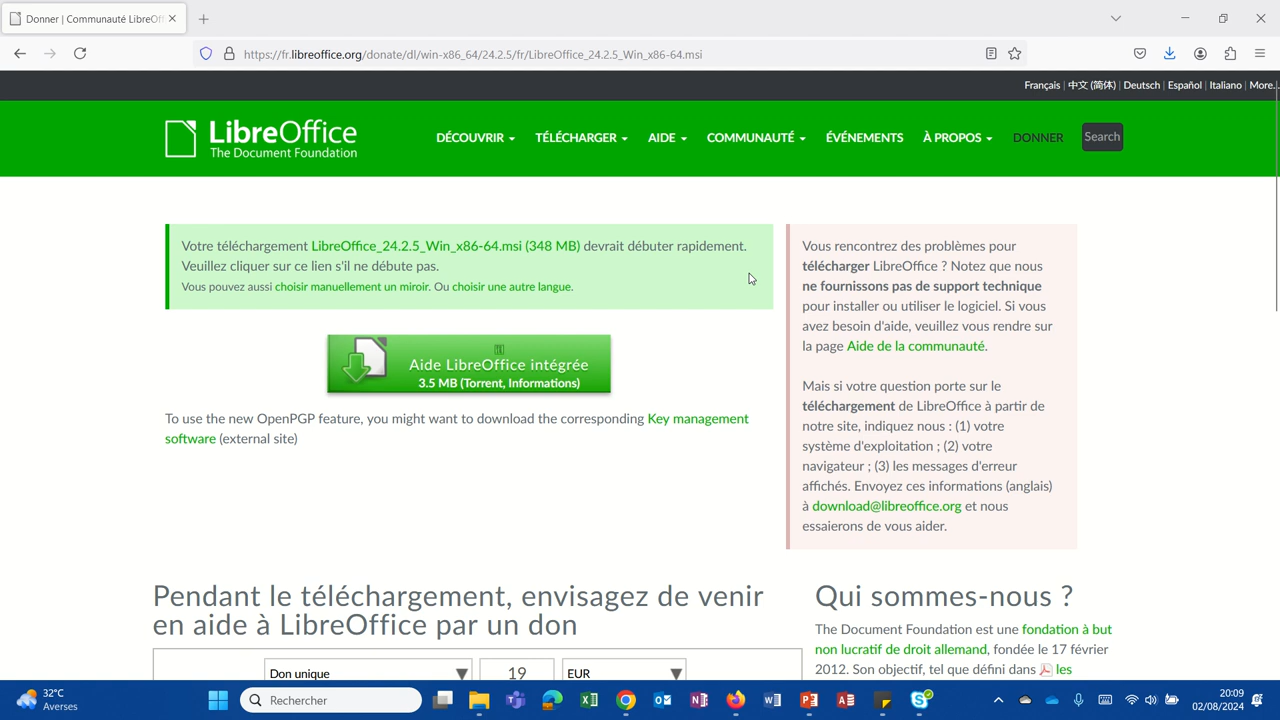 Donner | Communauté LibreOf
https://fr.libreoffice.org/donate/dl/win-x86_64/24.2.5/fr/LibreOffice_24.2.5_Win_x86-64.msi
Français | 中文 (简体) | Deutsch | Español | Italiano | More...
LibreOffice
The Document Foundation
DÉCOUVRIR
TÉLÉCHARGER
AIDE
COMMUNAUTÉ
ÉVÉNEMENTS
À PROPOS
DONNER
Search
Votre téléchargement LibreOffice_24.2.5_Win_x86-64.msi (348 MB) devrait débuter rapidement.
Veuillez cliquer sur ce lien s'il ne débute pas.
Vous pouvez aussi choisir manuellement un miroir. Ou choisir une autre langue.
Aide LibreOffice intégrée
3.5 MB (Torrent, Informations)
To use the new OpenPGP feature, you might want to download the corresponding Key management
software (external site)
Vous rencontrez des problèmes pour
télécharger LibreOffice ? Notez que nous
ne fournissons pas de support technique
pour installer ou utiliser le logiciel. Si vous
avez besoin d'aide, veuillez vous rendre sur
la page Aide de la communauté.
Mais si votre question porte sur le
téléchargement de LibreOffice à partir de
notre site, indiquez nous : (1) votre
système d'exploitation ; (2) votre
navigateur ; (3) les messages d'erreur
affichés. Envoyez ces informations (anglais)
à download@libreoffice.org et nous
essaierons de vous aider.
Pendant le téléchargement, envisagez de venir
en aide à LibreOffice par un don
Don unique
19
EUR
Qui sommes-nous ?
The Document Foundation est une fondation à but
non lucratif de droit allemand, fondée le 17 février
2012. Son objectif, tel que défini dans les
32°C
Averses
Rechercher
20:09
02/08/2024